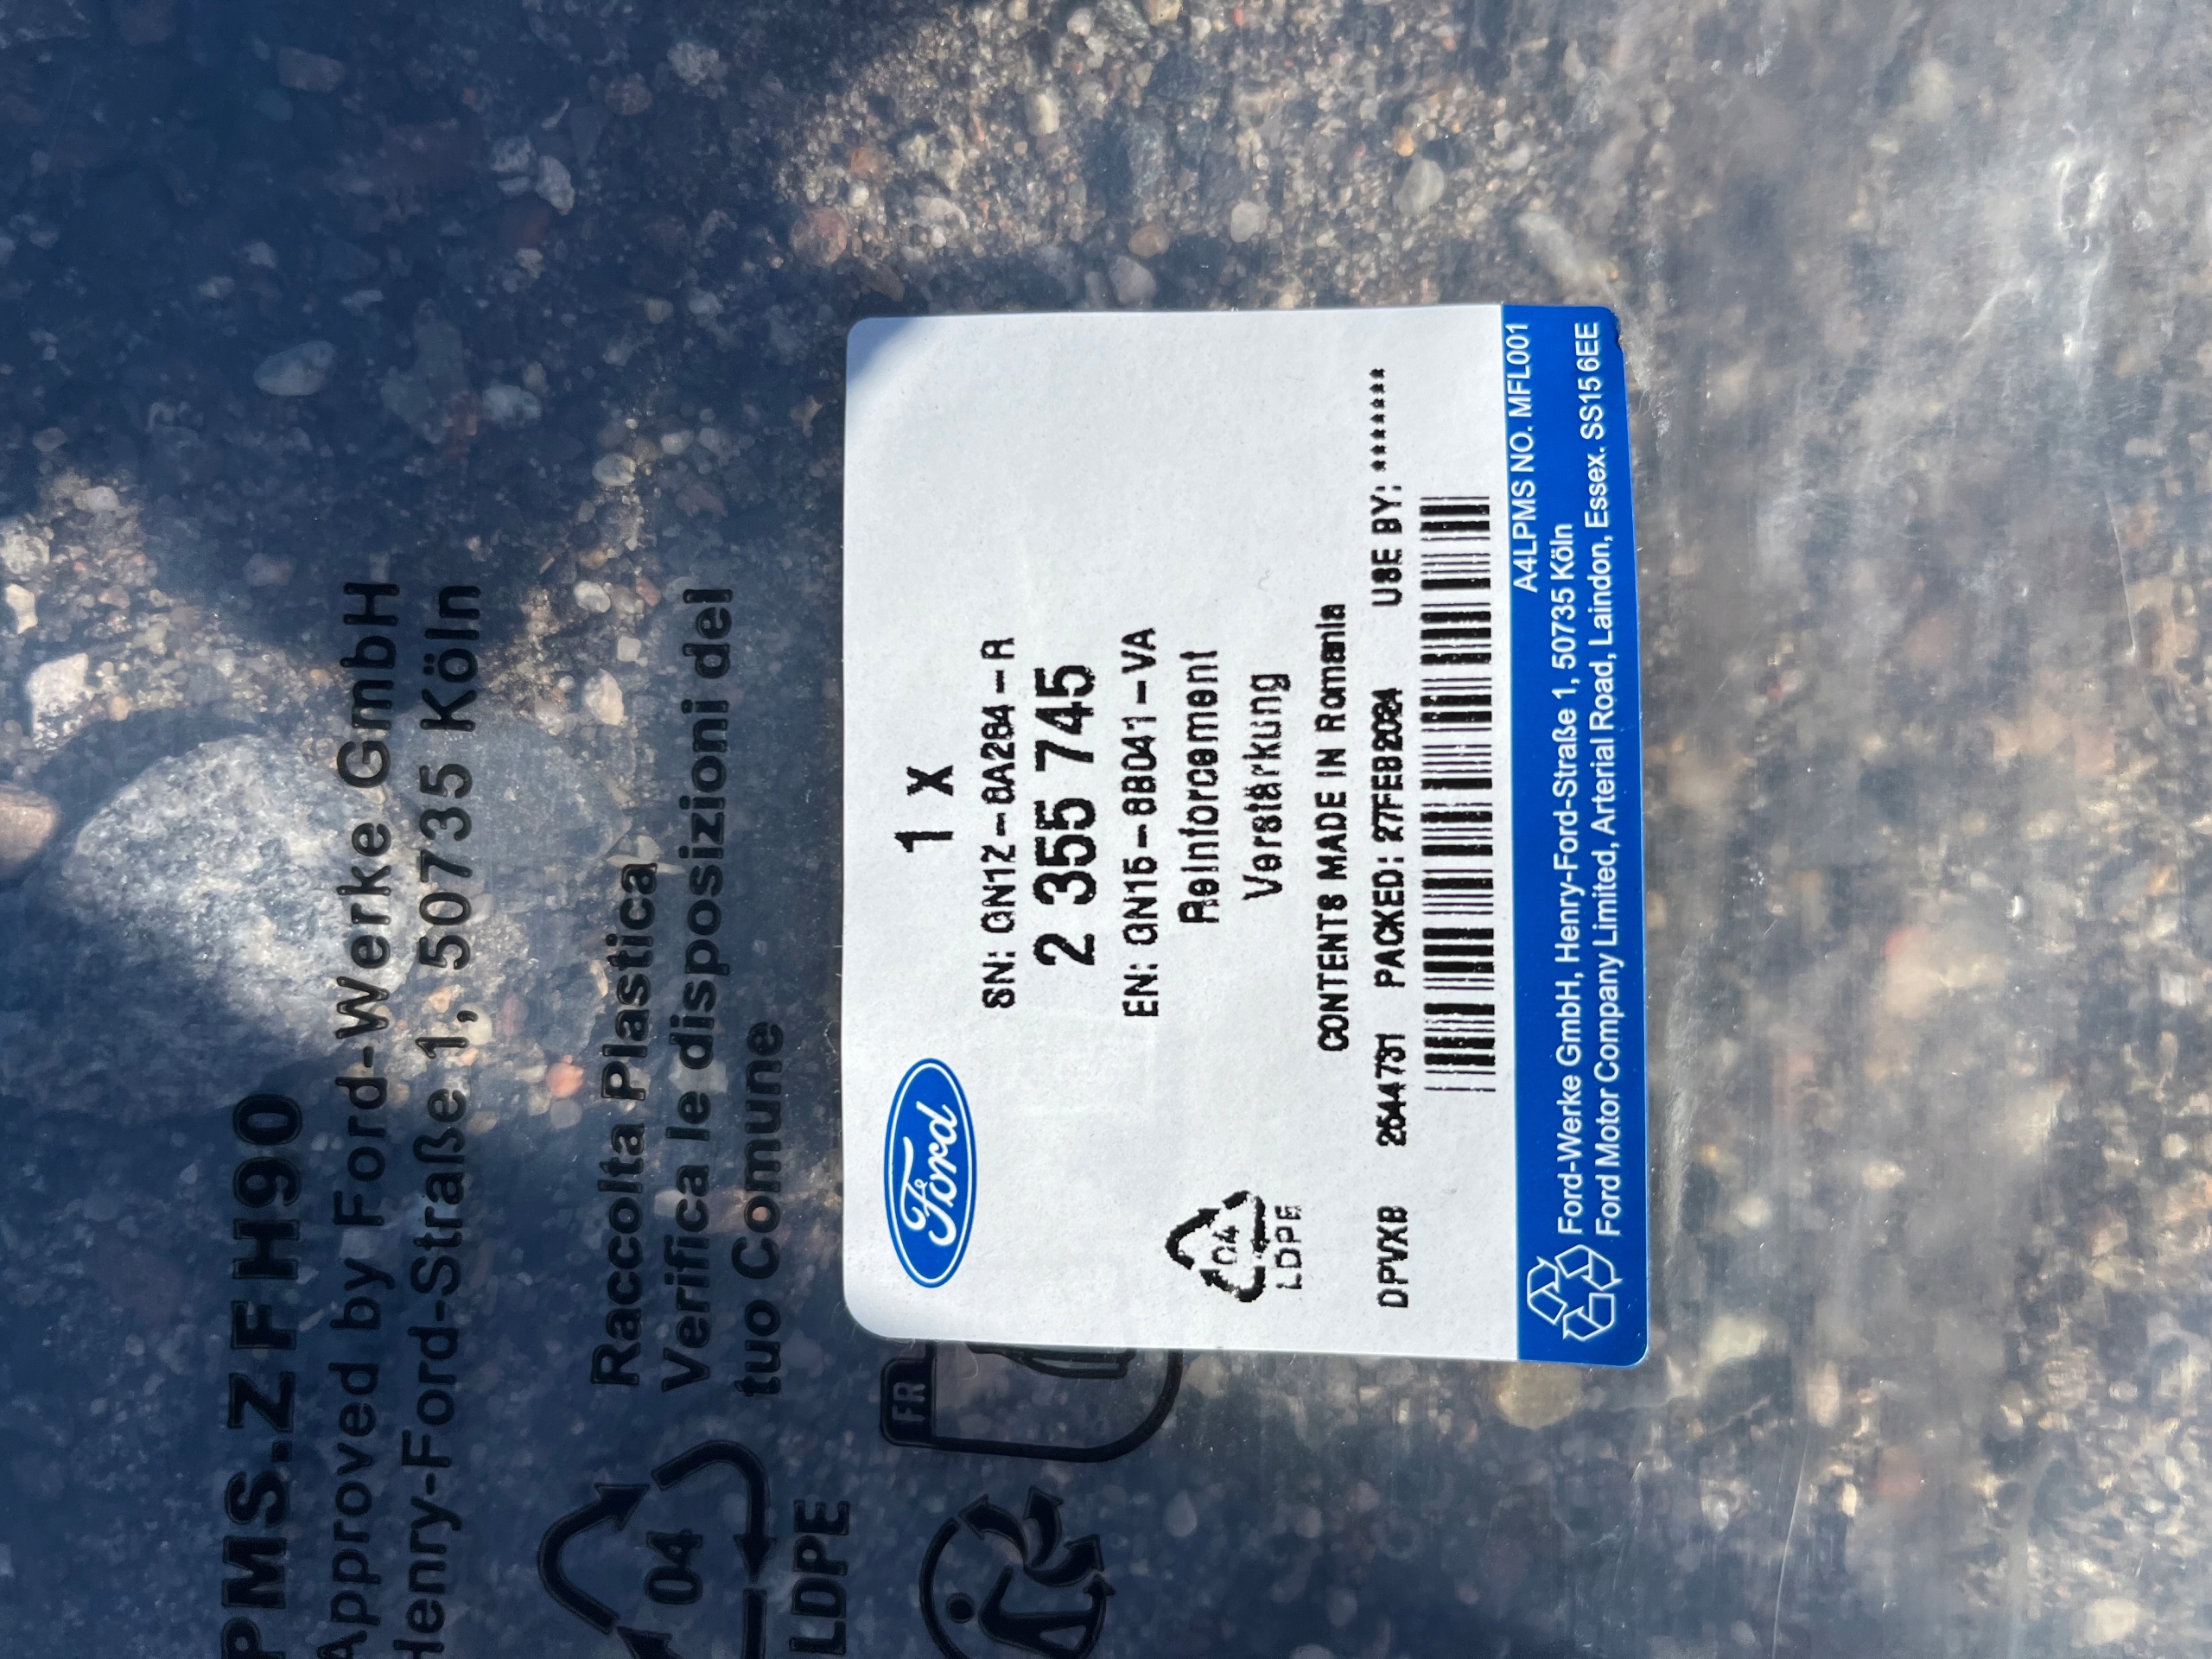 PMS.ZFH90
Approved by Ford-Werke GmbH
Henry-Ford-Straße 1, 50735 Köln
Raccolta Plastica
Verifica le disposizioni del
tuo Comune
04
LDPE
FR
Ford
1 x
SN: GN1Z-8A284-A
2 355 745
EN: GN15-8B041-VA
Reinforcement
Verstärkung
04
LDPE
CONTENTS MADE IN Romania
DPVXB 2544731 PACKED: 27FEB2024 USE BY: ********
A4LPMS NO. MFL001
Ford-Werke GmbH, Henry-Ford-Straße 1, 50735 Köln
Ford Motor Company Limited, Arterial Road, Laindon, Essex. SS15 6EE